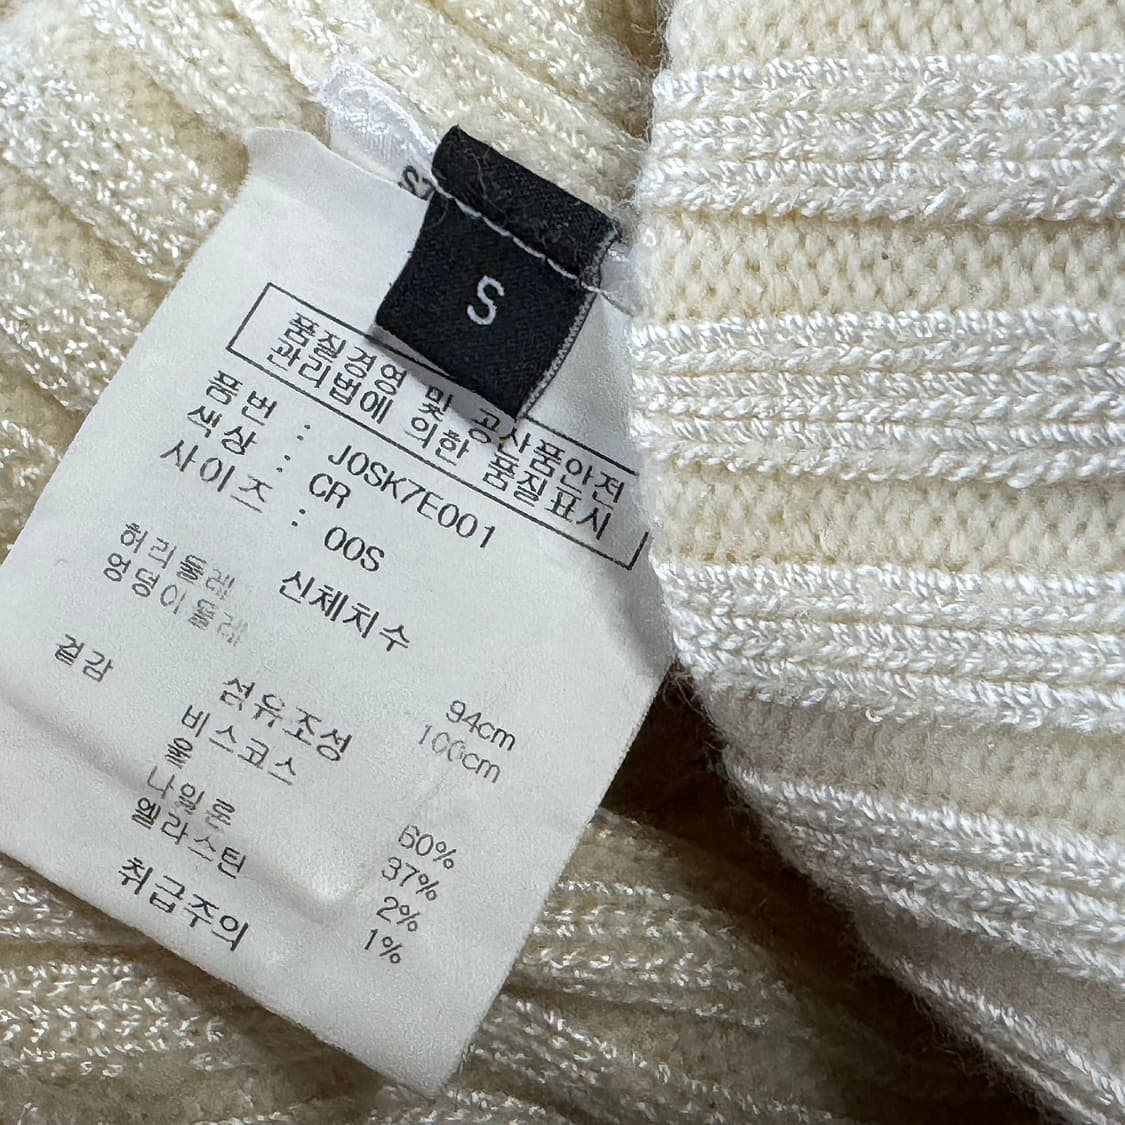 S
품질경영 및 공산품안전
관리법에 의한 품질표시
품번 : J0SK7E001
색상 : CR
사이즈 : 00S
신체치수
허리둘레 94cm
엉덩이둘레 100cm
섬유조성
겉감 비스코스 60%
울 37%
나일론 2%
엘라스틴 1%
취급주의